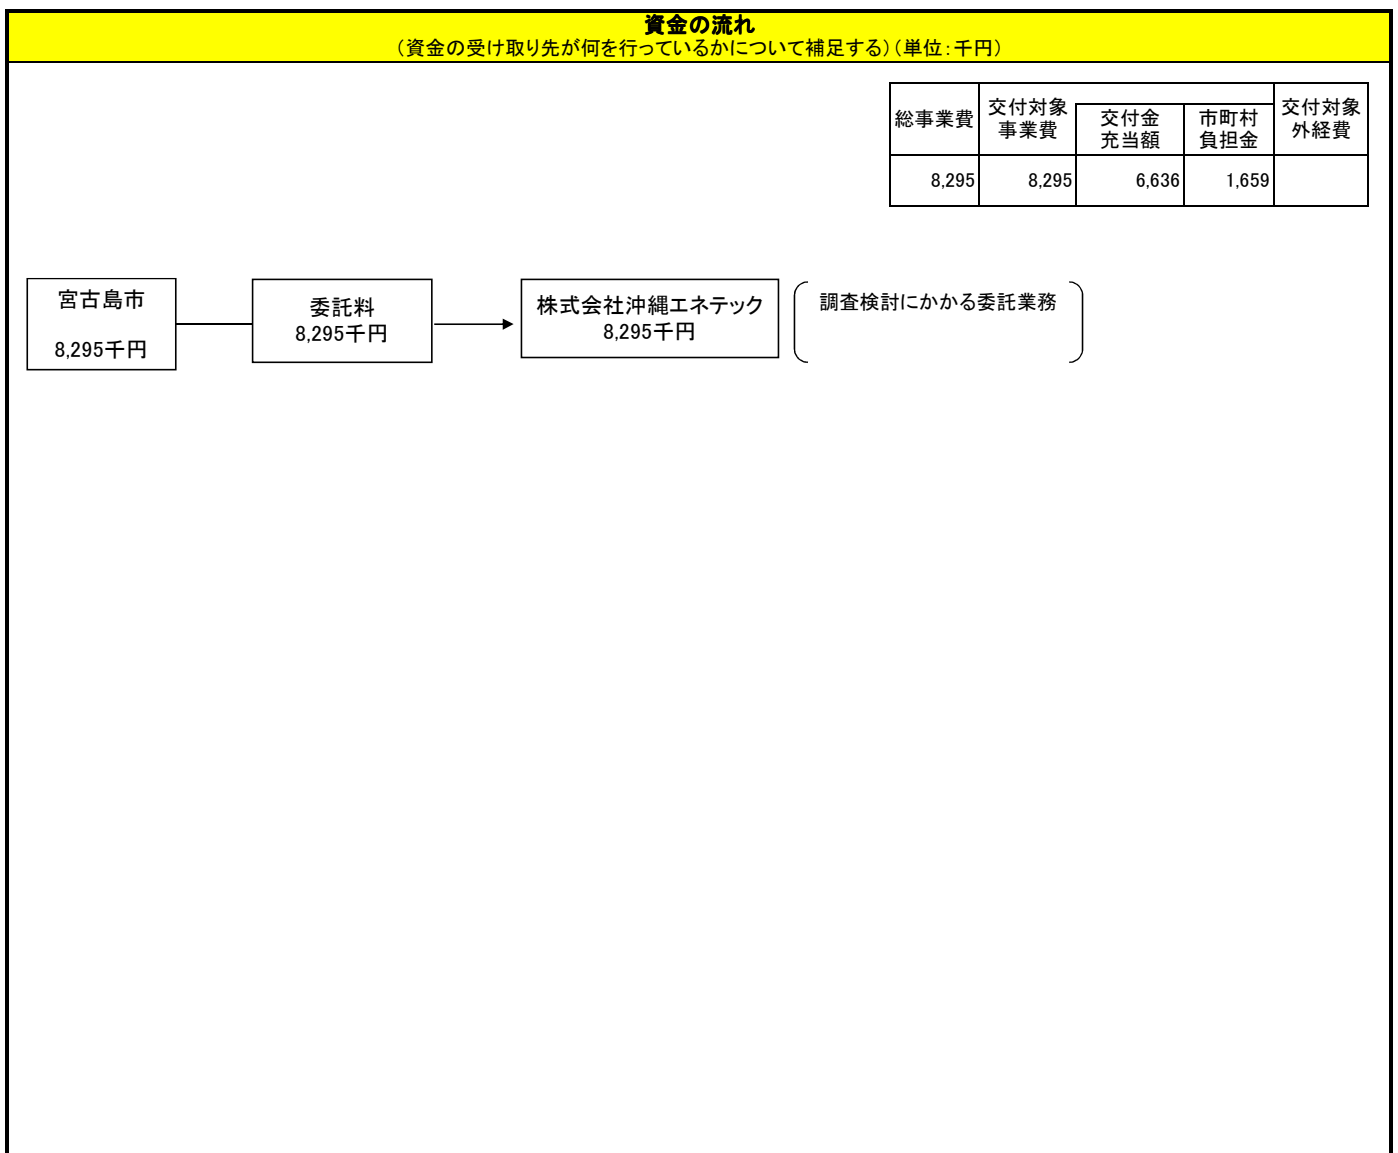 資金の流れ
（資金の受け取り先が何を行っているかについて補足する）（単位：千円）
総事業費
交付対象
事業費
交付金
充当額
市町村
負担金
交付対象
外経費
8,295
8,295
6,636
1,659
宮古島市
8,295千円
委託料
8,295千円
株式会社沖縄エネテック
8,295千円
調査検討にかかる委託業務